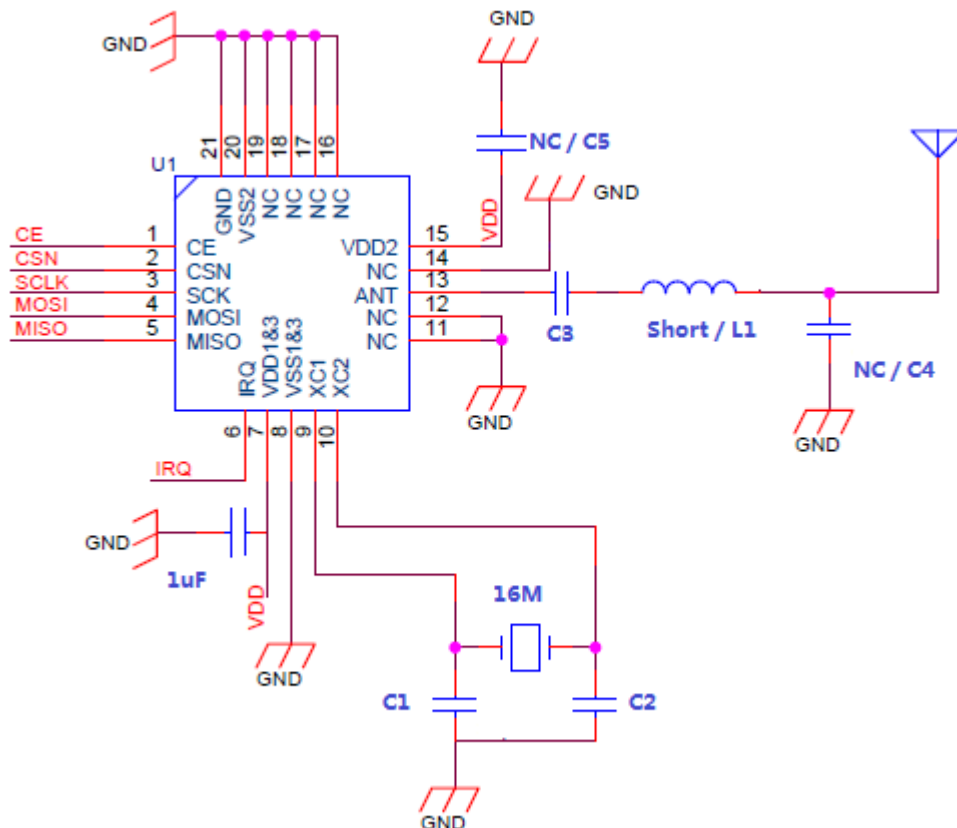 GND
GND
21
20
19
18
17
16
NC / C5
U1
GND
GND
VSS2
NC
NC
NC
NC
VDD
CE
1
CE
VDD2
15
CSN
2
CSN
NC
14
SCLK
3
SCK
ANT
13
MOSI
4
MOSI
NC
12
MISO
5
MISO
NC
11
C3
Short / L1
NC / C4
IRQ
VDD1&3
VSS1&3
XC1
XC2
6
7
8
9
10
GND
GND
IRQ
GND
1uF
VDD
16M
GND
C1
C2
GND